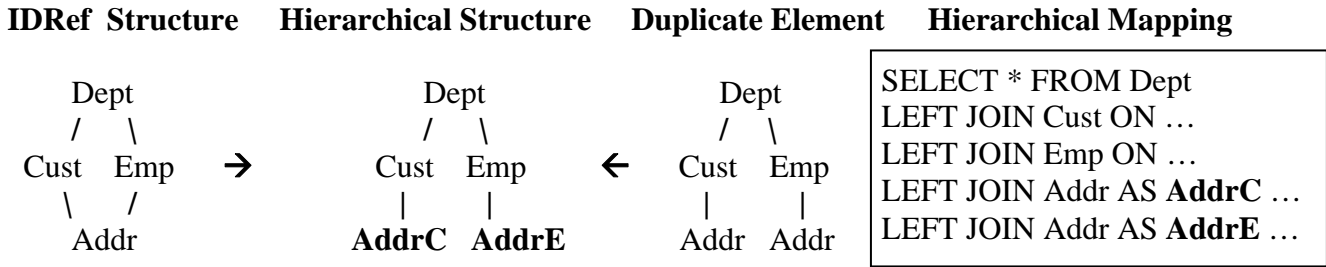 IDRef Structure Hierarchical Structure Duplicate Element Hierarchical Mapping
Dept Dept Dept SELECT * FROM Dept
/ \ / \ / \ LEFT JOIN Cust ON …
Cust Emp → Cust Emp ← Cust Emp LEFT JOIN Emp ON …
\ / | | | | LEFT JOIN Addr AS AddrC …
Addr AddrC AddrE Addr Addr LEFT JOIN Addr AS AddrE …